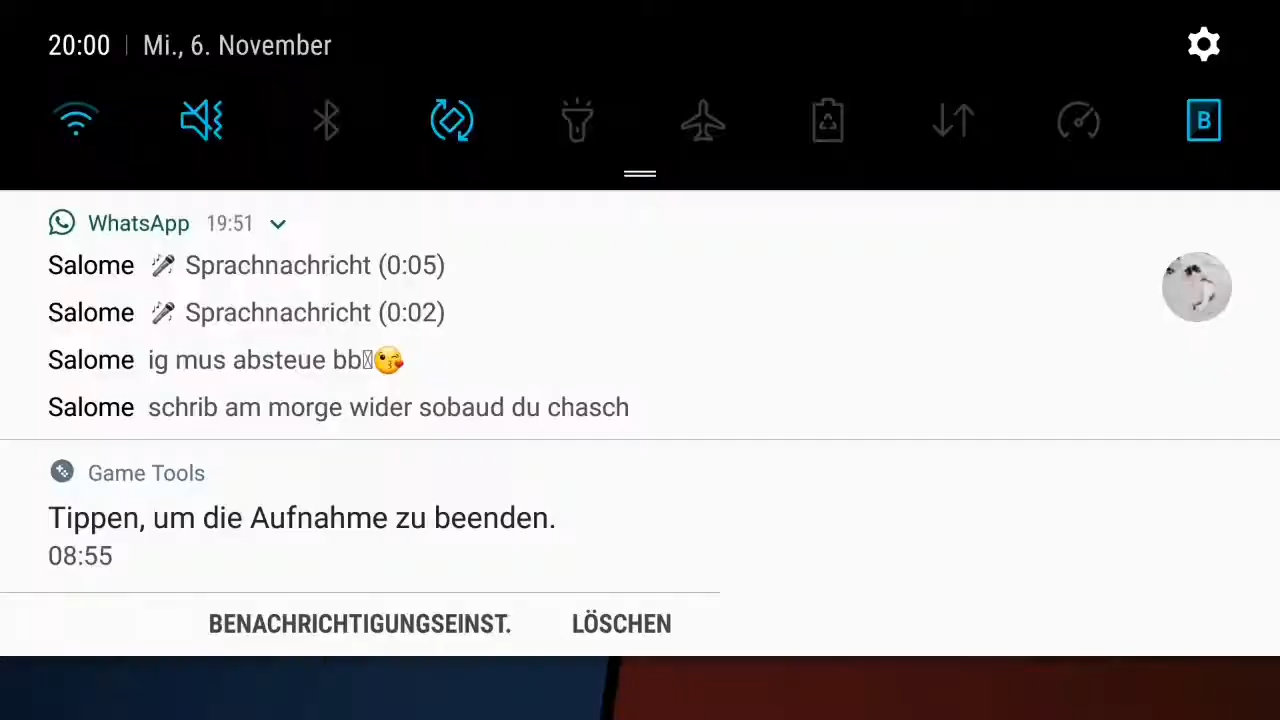 20:00 | Mi., 6. November
B
WhatsApp 19:51
Salome 🎤 Sprachnachricht (0:05)
Salome 🎤 Sprachnachricht (0:02)
Salome ig mus absteue bb😘
Salome schrib am morge wider sobaud du chasch
Game Tools
Tippen, um die Aufnahme zu beenden.
08:55
BENACHRICHTIGUNGSEINST. LÖSCHEN